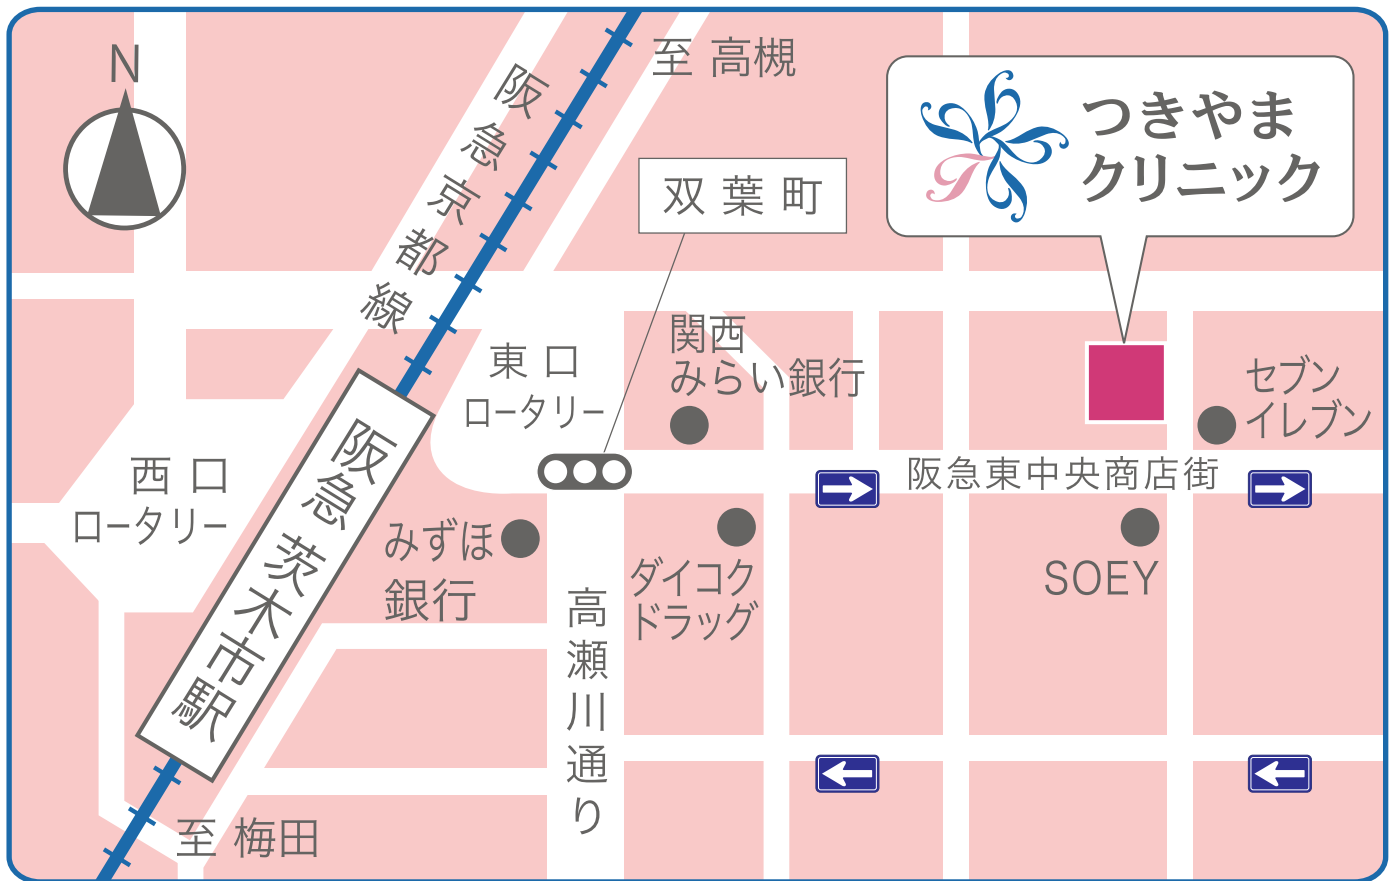 N
至 高槻
阪急京都線
つきやま
クリニック
双葉町
関西
みらい銀行
東口
ロータリー
セブン
イレブン
西口
ロータリー
阪急 茨木市駅
阪急東中央商店街
みずほ
銀行
ダイコク
ドラッグ
SOEY
高瀬川通り
至 梅田